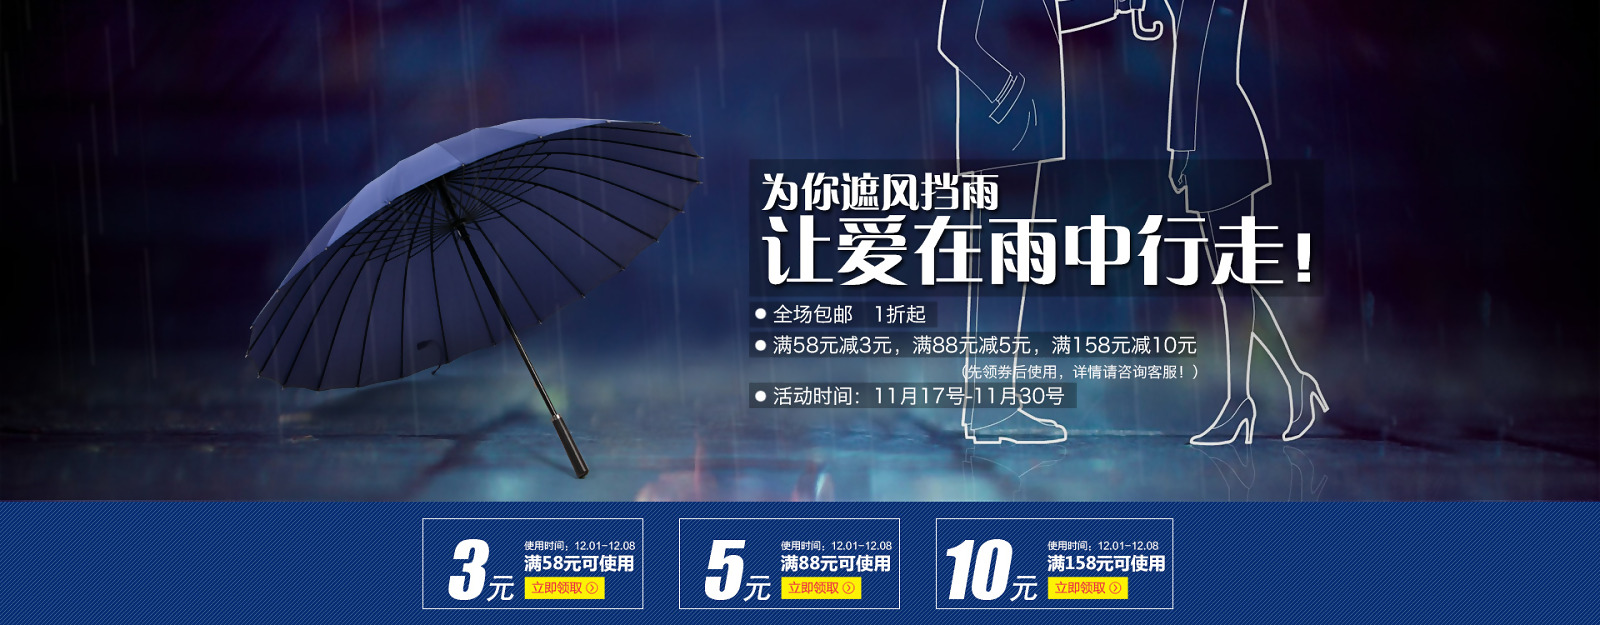 为你遮风挡雨
让爱在雨中行走!
全场包邮 1折起
满58元减3元，满88元减5元，满158元减10元
（先领券后使用，详情请咨询客服！）
活动时间：11月17号-11月30号
3元
使用时间：12.01-12.08
满58元可使用
立即领取
5元
使用时间：12.01-12.08
满88元可使用
立即领取
10元
使用时间：12.01-12.08
满158元可使用
立即领取